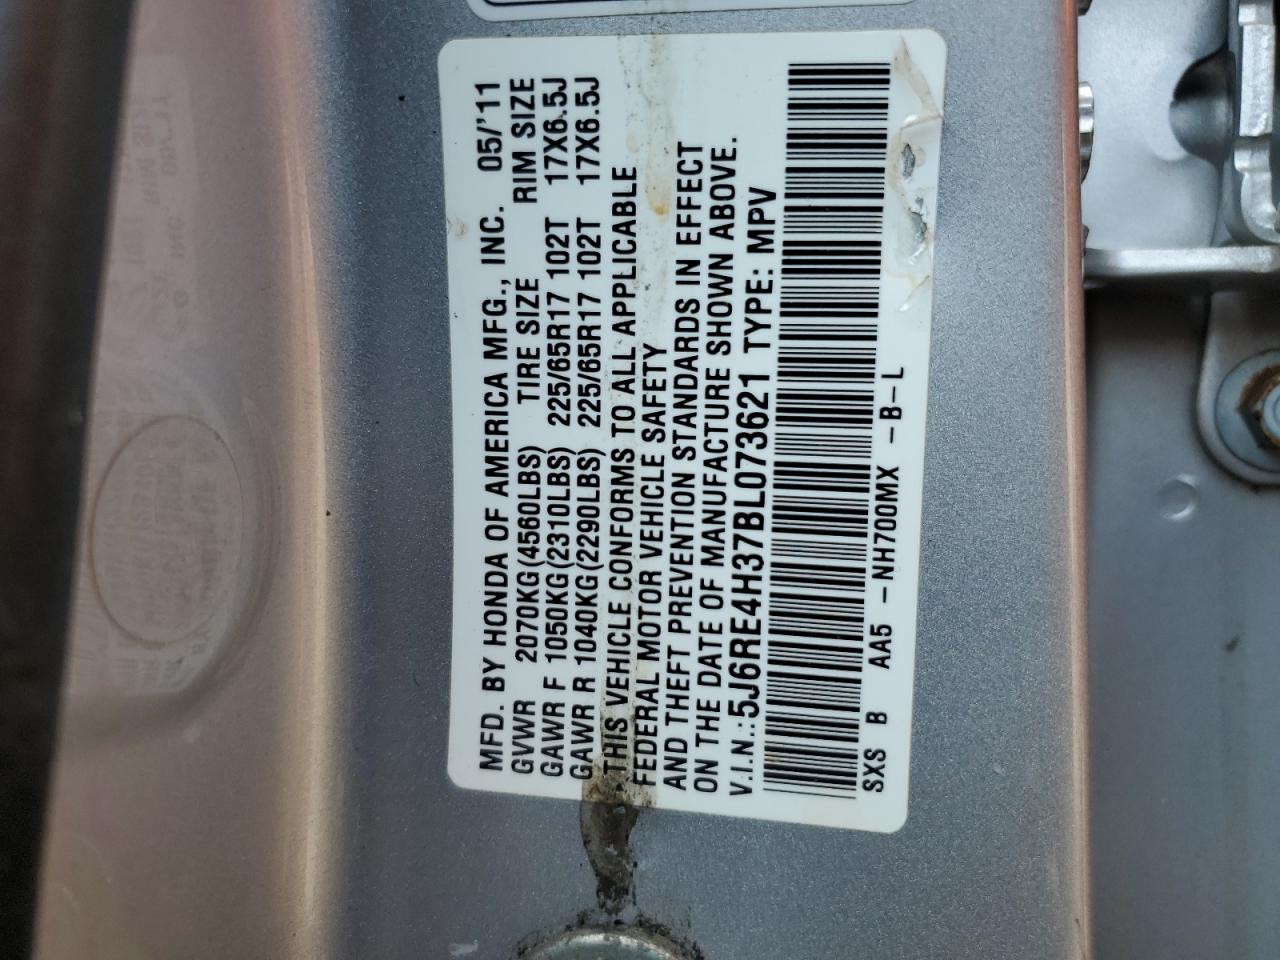 MFD. BY HONDA OF AMERICA MFG., INC. 05/'11
GVWR 2070KG(4560LBS) TIRE SIZE RIM SIZE
GAWR F 1050KG(2310LBS) 225/65R17 102T 17X6.5J
GAWR R 1040KG(2290LBS) 225/65R17 102T 17X6.5J
THIS VEHICLE CONFORMS TO ALL APPLICABLE
FEDERAL MOTOR VEHICLE SAFETY
AND THEFT PREVENTION STANDARDS IN EFFECT
ON THE DATE OF MANUFACTURE SHOWN ABOVE.
V.I.N.:5J6RE4H37BL073621 TYPE: MPV
SXS B AA5 -NH700MX -B-L